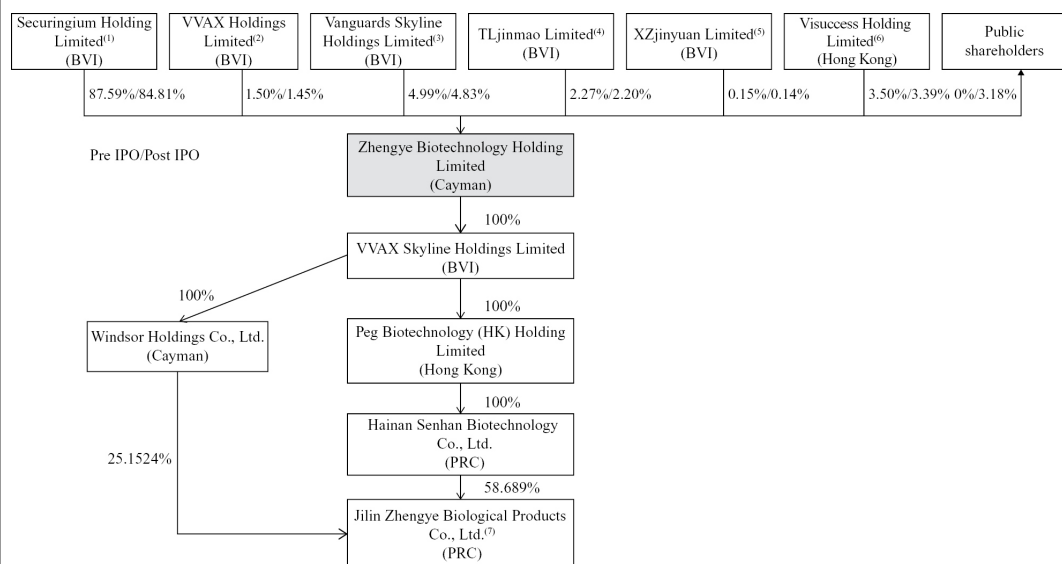 Securingium Holding
Limited(1)
(BVI)
VVAX Holdings
Limited(2)
(BVI)
Vanguards Skyline
Holdings Limited(3)
(BVI)
TLjinmao Limited(4)
(BVI)
XZjinyuan Limited(5)
(BVI)
Visuccess Holding
Limited(6)
(Hong Kong)
Public
shareholders
87.59%/84.81%
1.50%/1.45%
4.99%/4.83%
2.27%/2.20%
0.15%/0.14%
3.50%/3.39%
0%/3.18%
Pre IPO/Post IPO
Zhengye Biotechnology Holding
Limited
(Cayman)
100%
VVAX Skyline Holdings Limited
(BVI)
100%
100%
Windsor Holdings Co., Ltd.
(Cayman)
Peg Biotechnology (HK) Holding
Limited
(Hong Kong)
100%
Hainan Senhan Biotechnology
Co., Ltd.
(PRC)
25.1524%
58.689%
Jilin Zhengye Biological Products
Co., Ltd.(7)
(PRC)